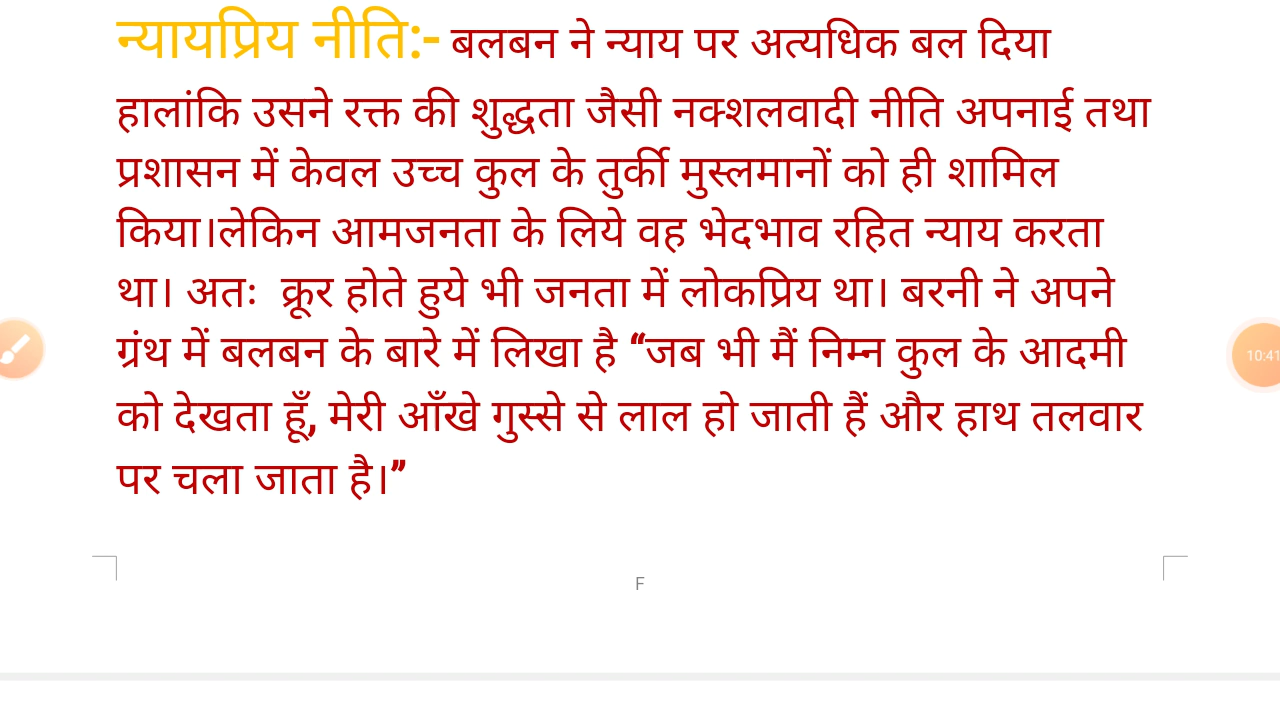 न्यायप्रिय नीति:- बलबन ने न्याय पर अत्यधिक बल दिया
हालांकि उसने रक्त की शुद्धता जैसी नक्शलवादी नीति अपनाई तथा
प्रशासन में केवल उच्च कुल के तुर्की मुस्लमानों को ही शामिल
किया।लेकिन आमजनता के लिये वह भेदभाव रहित न्याय करता
था। अतः क्रूर होते हुये भी जनता में लोकप्रिय था। बरनी ने अपने
ग्रंथ में बलबन के बारे में लिखा है “जब भी मैं निम्न कुल के आदमी
को देखता हूँ, मेरी आँखे गुस्से से लाल हो जाती हैं और हाथ तलवार
पर चला जाता है।”
10:41
F